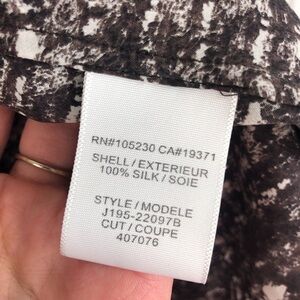 RN#105230 CA#19371
SHELL / EXTERIEUR
100% SILK / SOIE
STYLE / MODELE
J195-22097B
CUT / COUPE
407076